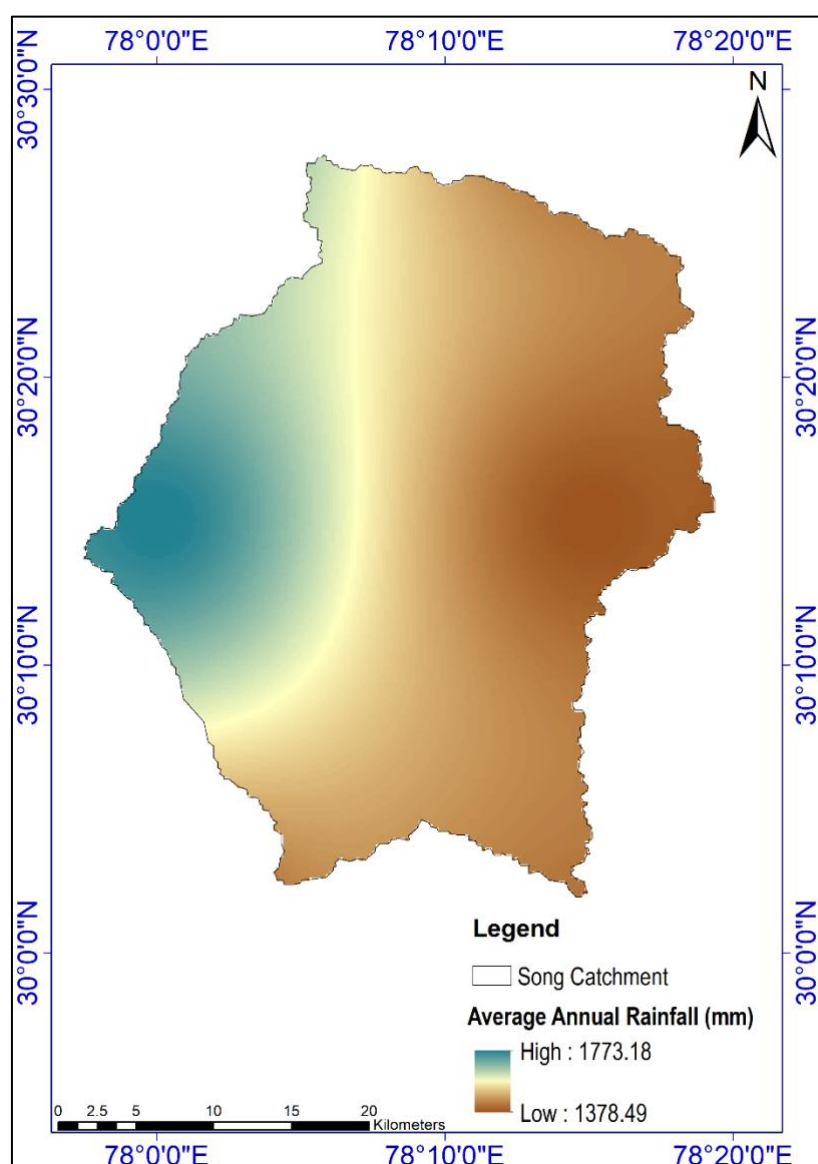 78°0'0"E 78°10'0"E 78°20'0"E
N
30°30'0"N 30°30'0"N
30°20'0"N 30°20'0"N
30°10'0"N 30°10'0"N
30°0'0"N 30°0'0"N
Legend
Song Catchment
Average Annual Rainfall (mm)
High : 1773.18
Low : 1378.49
0 2.5 5 10 15 20
Kilometers
78°0'0"E 78°10'0"E 78°20'0"E